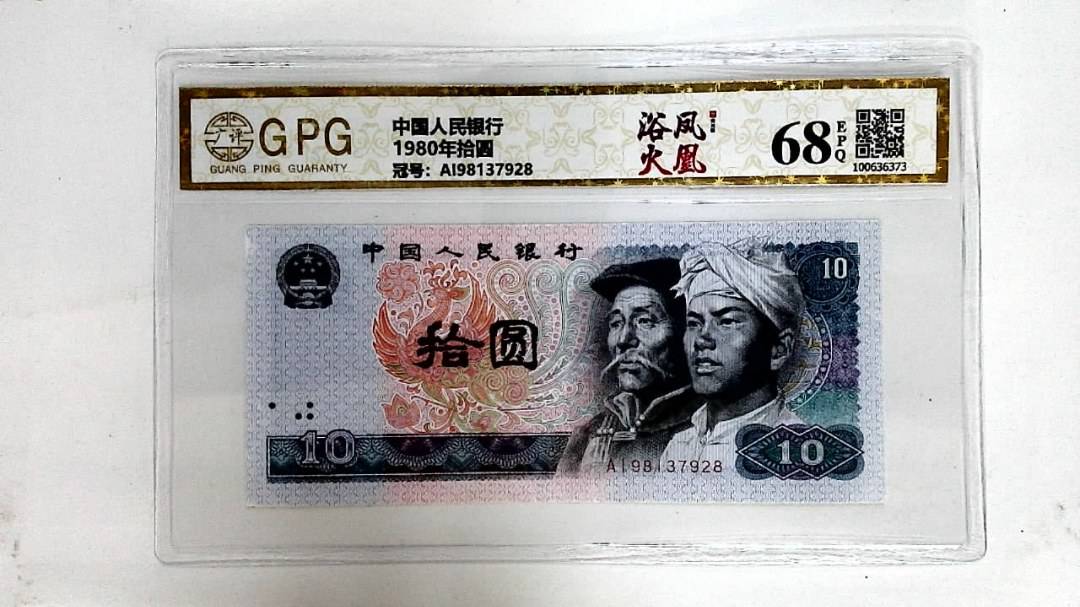 广评
GPG
GUANG PING GUARANTY
中国人民银行
1980年拾圆
冠号：AI98137928
浴火
凤凰
68
EPQ
100636373
中国人民银行
10
拾圆
10
AI98137928
10